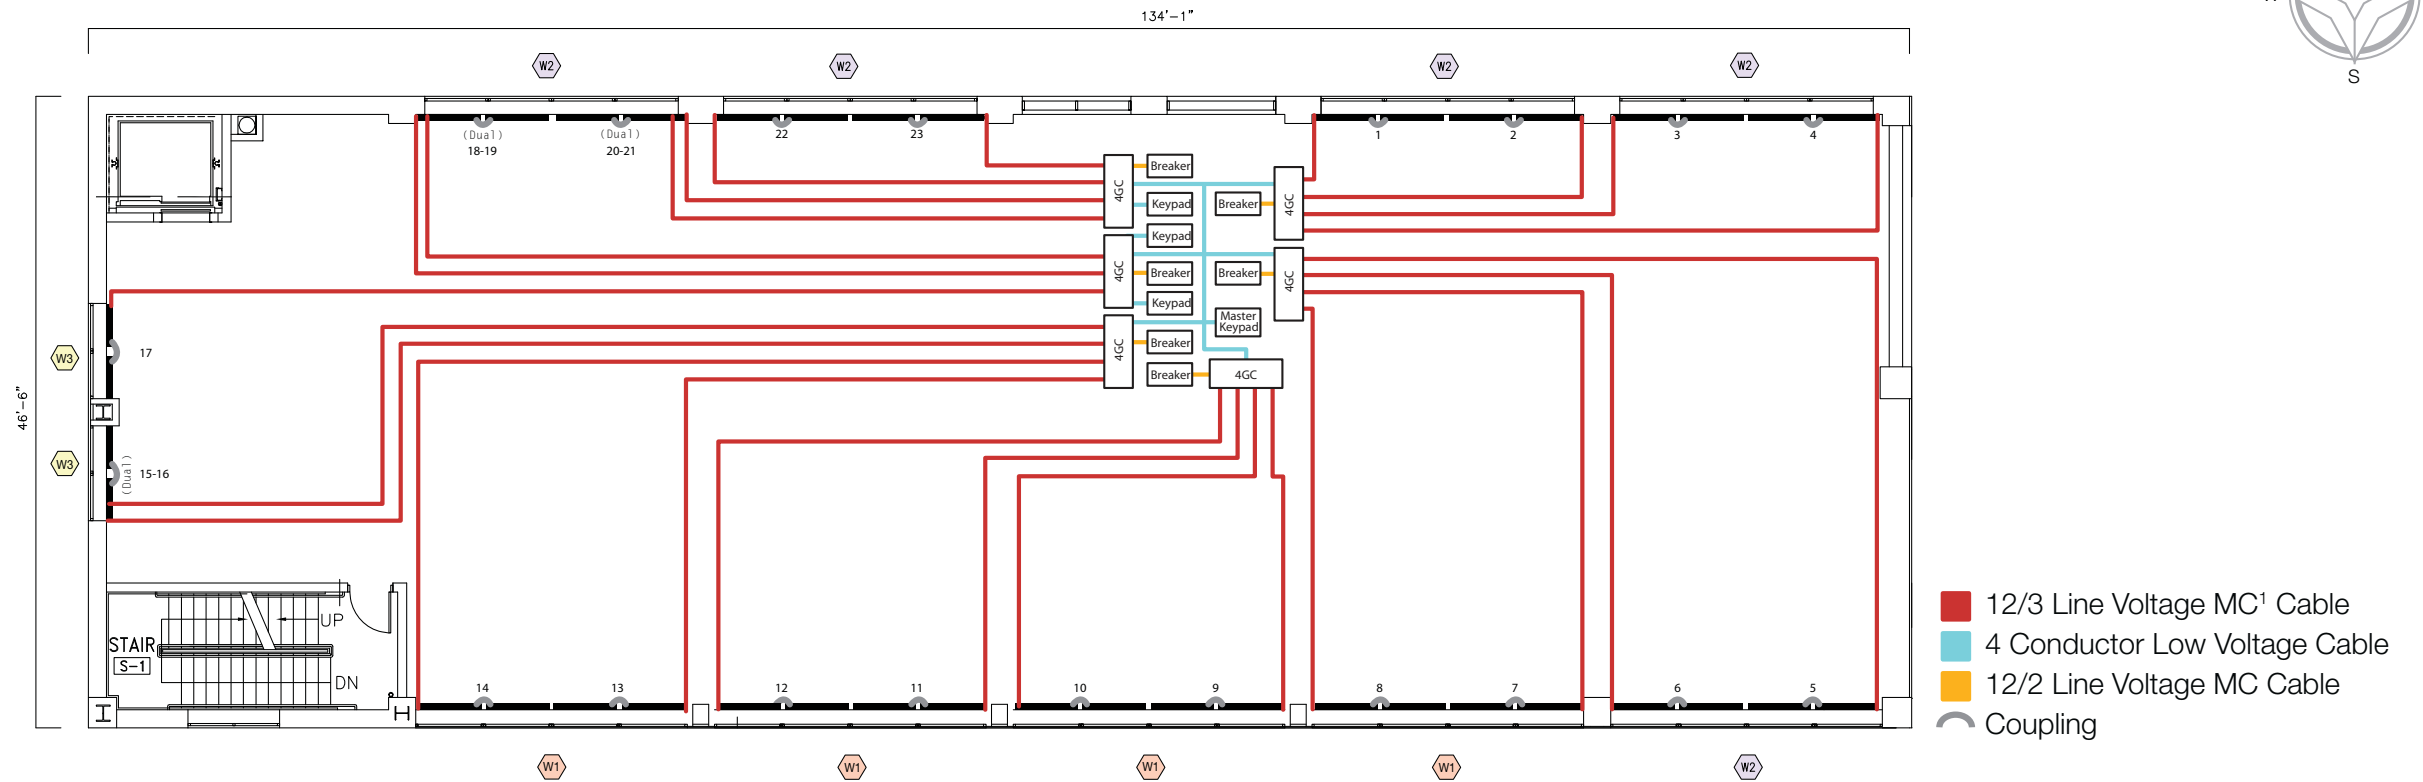 134'-1"
W2
W2
W2
W2
S
(Dual)
18-19
(Dual)
20-21
22
23
1
2
3
4
4GC
Breaker
Keypad
Breaker
4GC
Keypad
4GC
Breaker
Breaker
4GC
Keypad
Master
Keypad
4GC
Breaker
Breaker
4GC
W3
17
46'-6"
W3
(Dual)
15-16
STAIR
S-1
UP
DN
14
13
12
11
10
9
8
7
6
5
W1
W1
W1
W1
W2
12/3 Line Voltage MC¹ Cable
4 Conductor Low Voltage Cable
12/2 Line Voltage MC Cable
Coupling